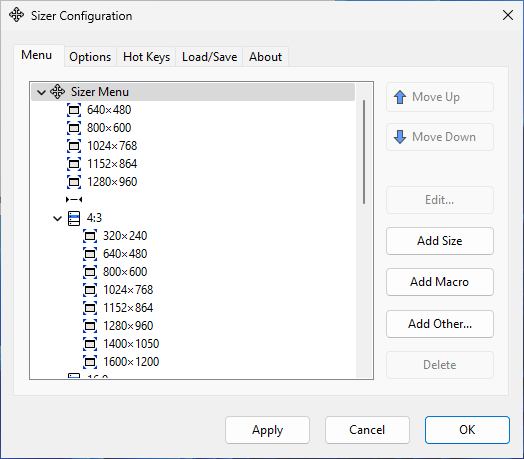 Sizer Configuration
Menu Options Hot Keys Load/Save About
Sizer Menu
640×480
800×600
1024×768
1152×864
1280×960
4:3
320×240
640×480
800×600
1024×768
1152×864
1280×960
1400×1050
1600×1200
Move Up
Move Down
Edit...
Add Size
Add Macro
Add Other...
Delete
Apply Cancel OK